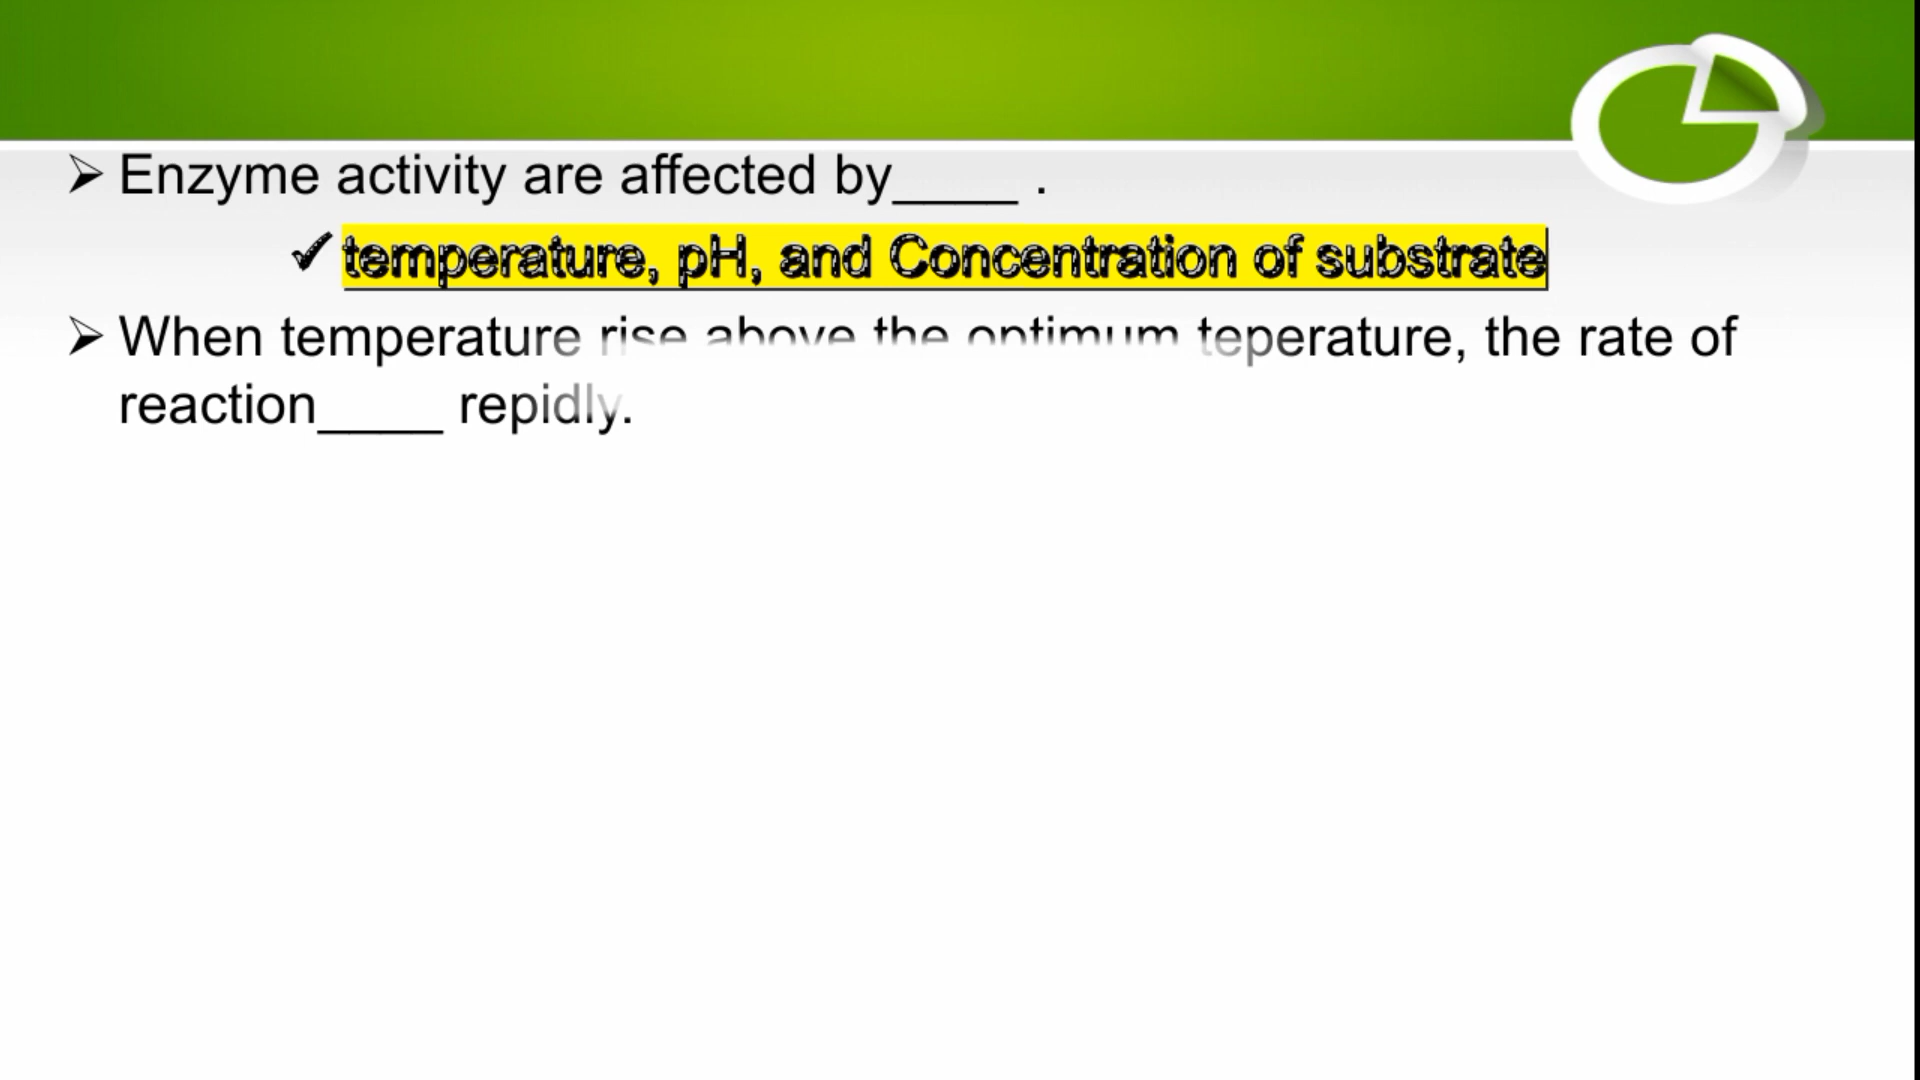 ➢ Enzyme activity are affected by____ .
✓ temperature, pH, and Concentration of substrate
➢ When temperature rise above the optimum teperature, the rate of
reaction____ repidly.